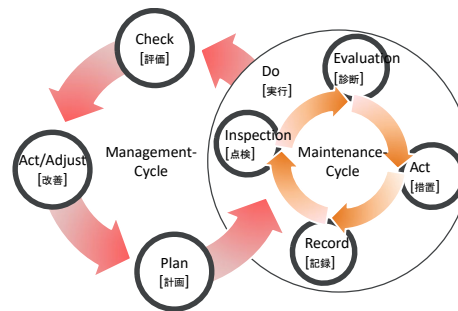 Check
[評価]
Do
[実行]
Evaluation
[診断]
Inspection
[点検]
Act/Adjust
[改善]
Management-
Cycle
Maintenance-
Cycle
Act
[措置]
Record
[記録]
Plan
[計画]